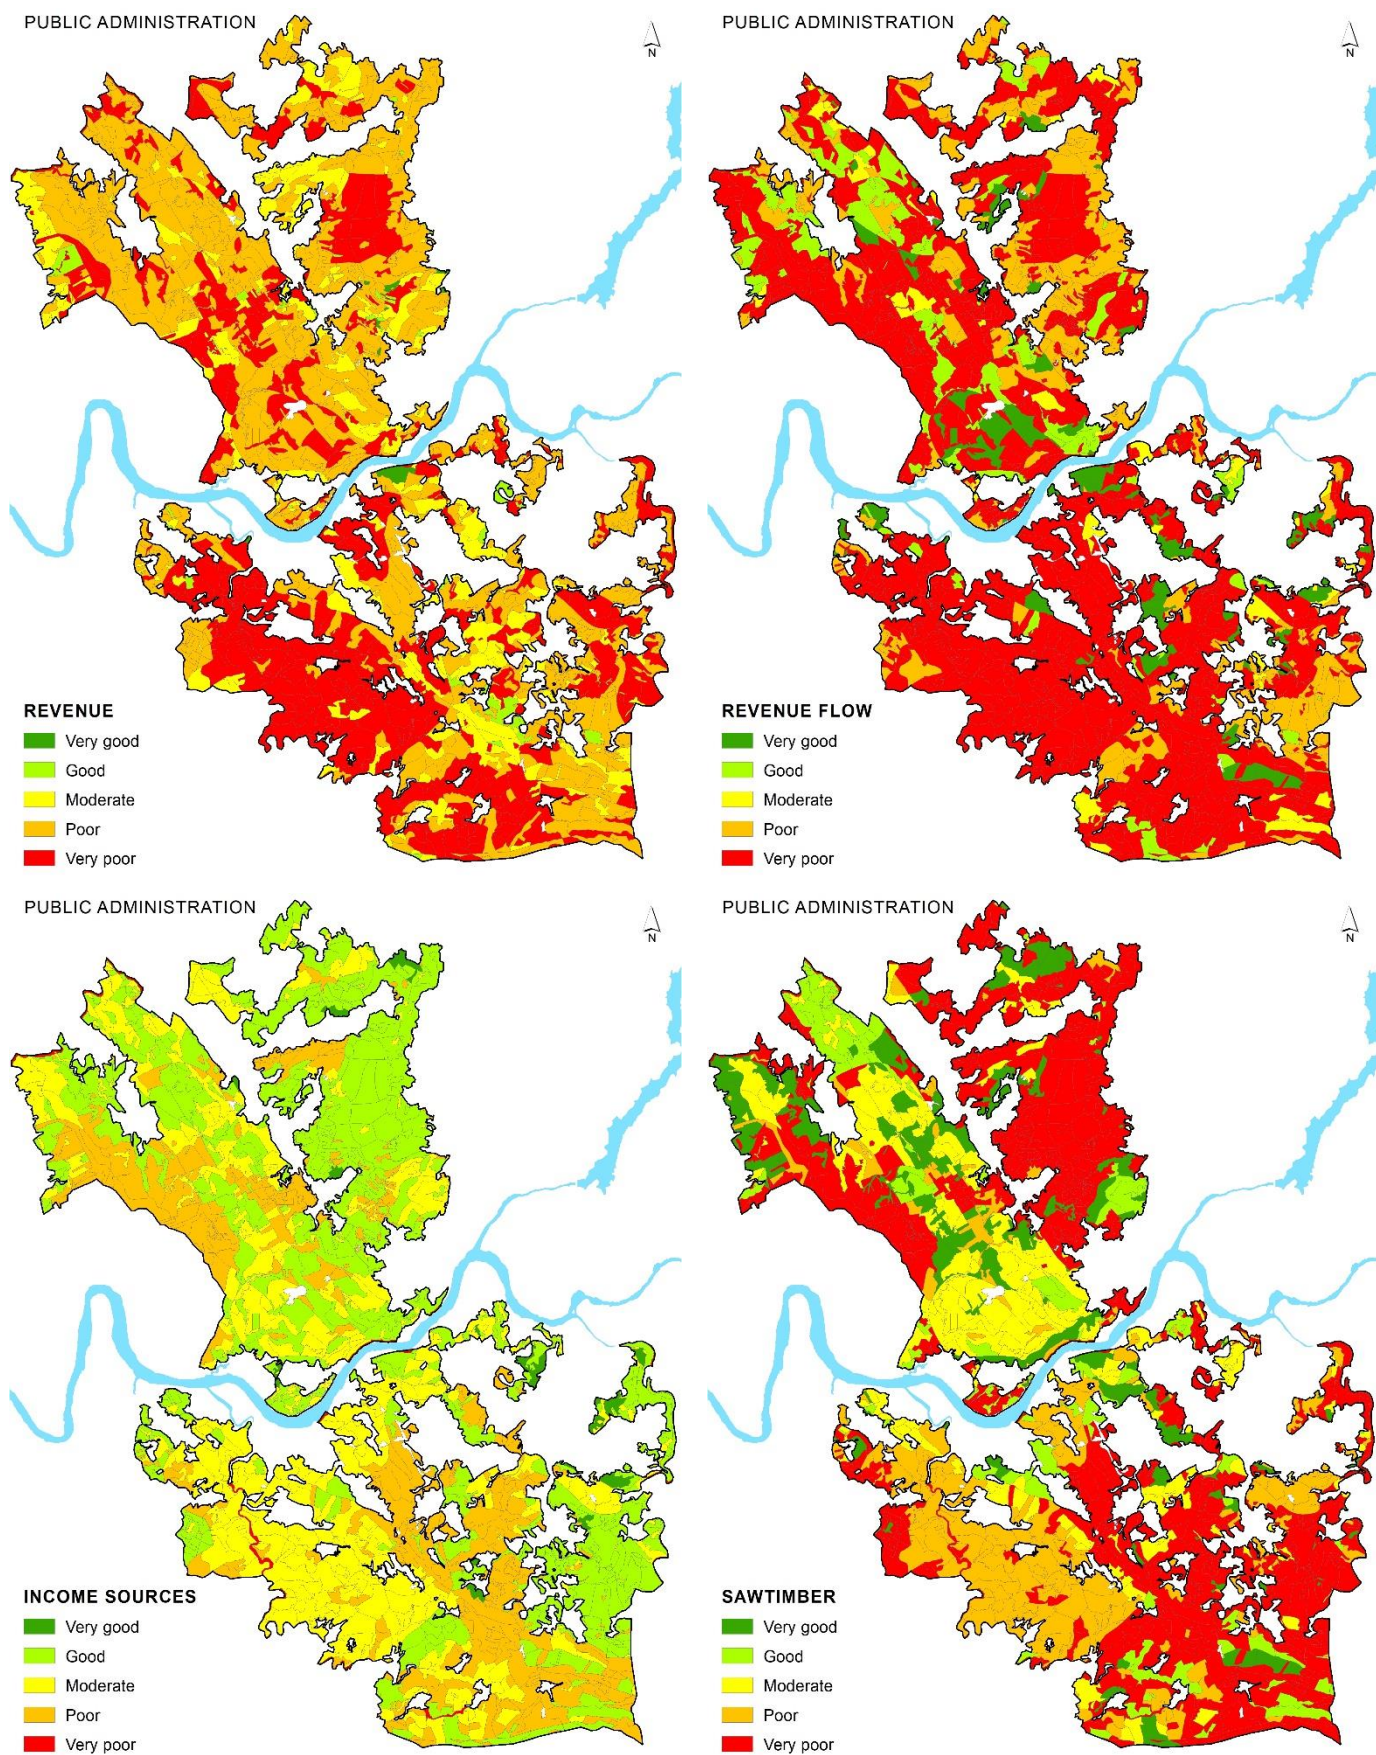 PUBLIC ADMINISTRATION
N
REVENUE
Very good
Good
Moderate
Poor
Very poor
PUBLIC ADMINISTRATION
N
REVENUE FLOW
Very good
Good
Moderate
Poor
Very poor
PUBLIC ADMINISTRATION
N
INCOME SOURCES
Very good
Good
Moderate
Poor
Very poor
PUBLIC ADMINISTRATION
N
SAWTIMBER
Very good
Good
Moderate
Poor
Very poor